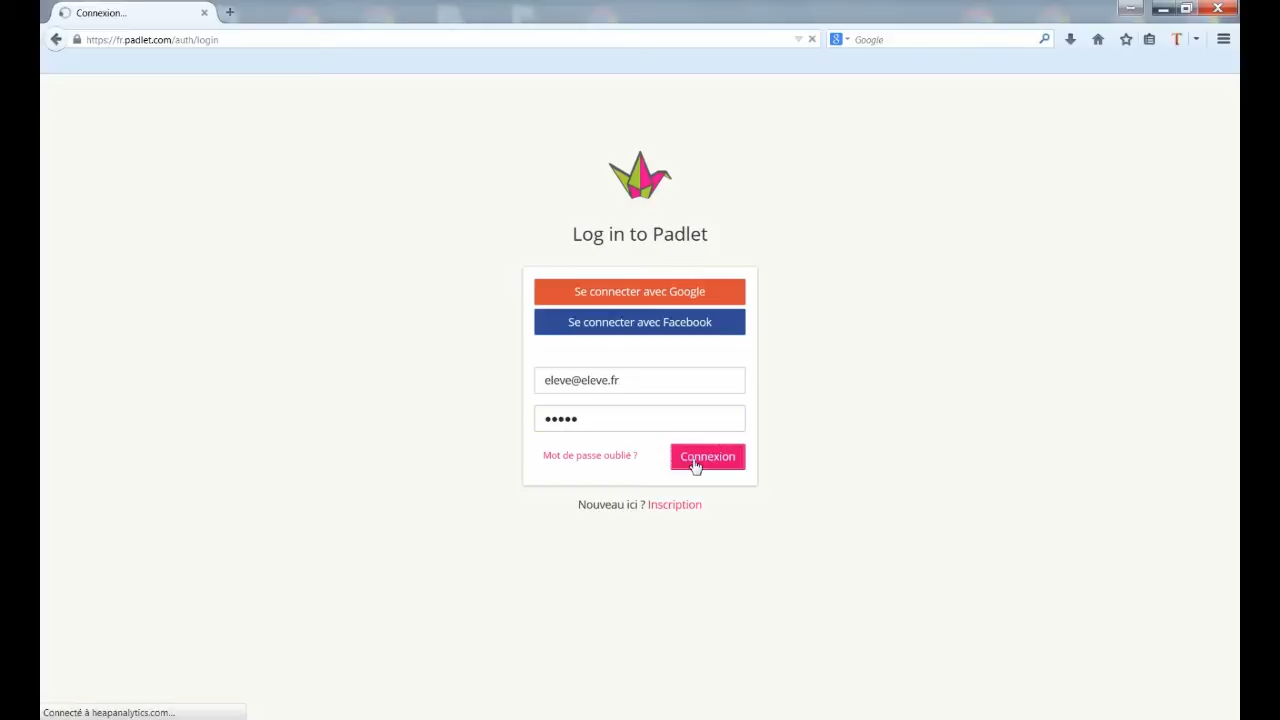 Connexion...
https://fr.padlet.com/auth/login
Google
Log in to Padlet
Se connecter avec Google
Se connecter avec Facebook
eleve@eleve.fr
•••••
Mot de passe oublié ?
Connexion
Nouveau ici ? Inscription
Connecté à heapanalytics.com...